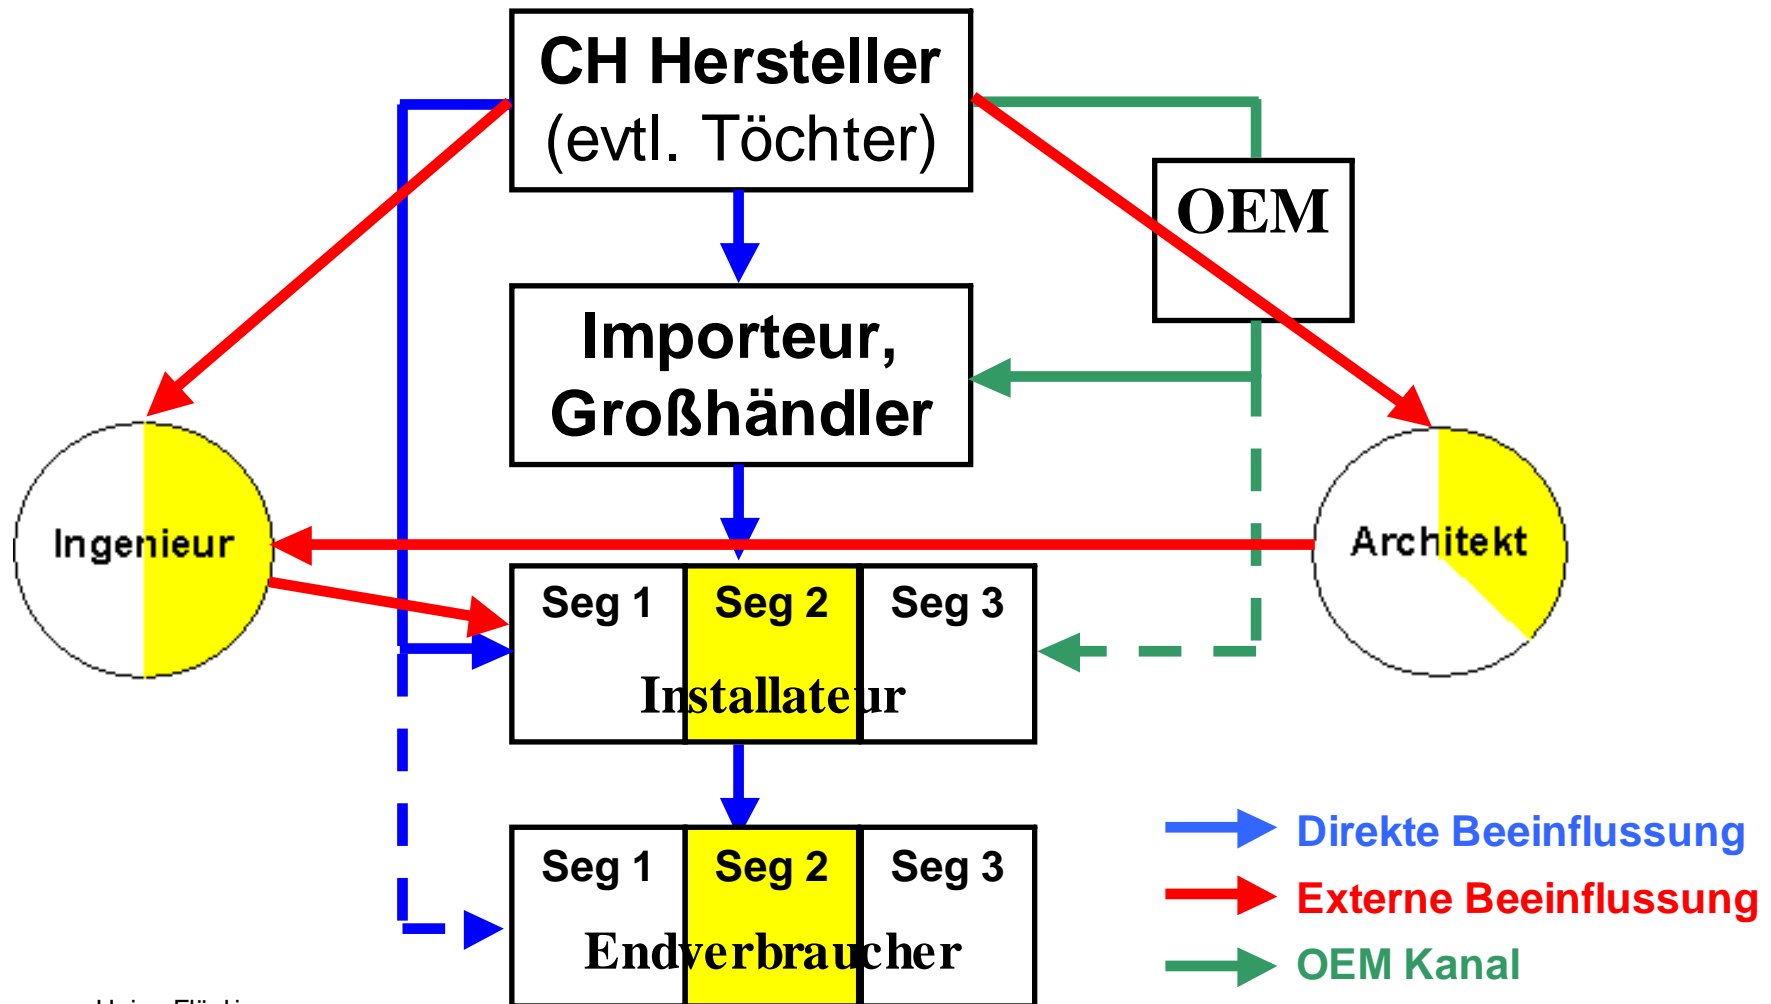 CH Hersteller
(evtl. Töchter)
OEM
Importeur,
Großhändler
Ingenieur
Architekt
Seg 1
Seg 2
Seg 3
Installateur
Seg 1
Seg 2
Seg 3
Endverbraucher
Direkte Beeinflussung
Externe Beeinflussung
OEM Kanal